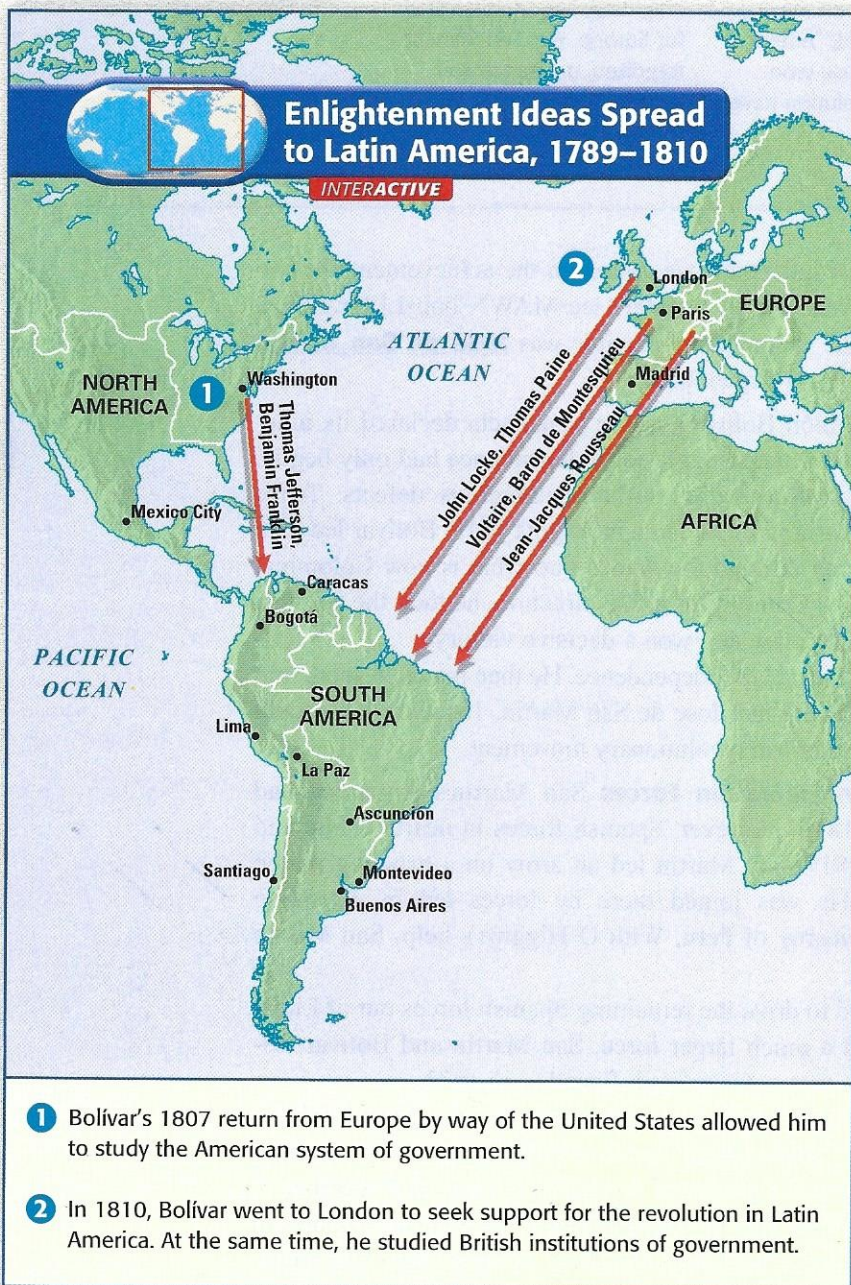 Enlightenment Ideas Spread
to Latin America, 1789–1810
INTERACTIVE
2
London
Paris
EUROPE
ATLANTIC
OCEAN
Madrid
NORTH
AMERICA
1
Washington
Thomas Jefferson,
Benjamin Franklin
John Locke, Thomas Paine
Voltaire, Baron de Montesquieu
Jean-Jacques Rousseau
Mexico City
AFRICA
Caracas
Bogotá
PACIFIC
OCEAN
SOUTH
AMERICA
Lima
La Paz
Ascunción
Santiago
Montevideo
Buenos Aires
1 Bolívar's 1807 return from Europe by way of the United States allowed him
to study the American system of government.
2 In 1810, Bolívar went to London to seek support for the revolution in Latin
America. At the same time, he studied British institutions of government.